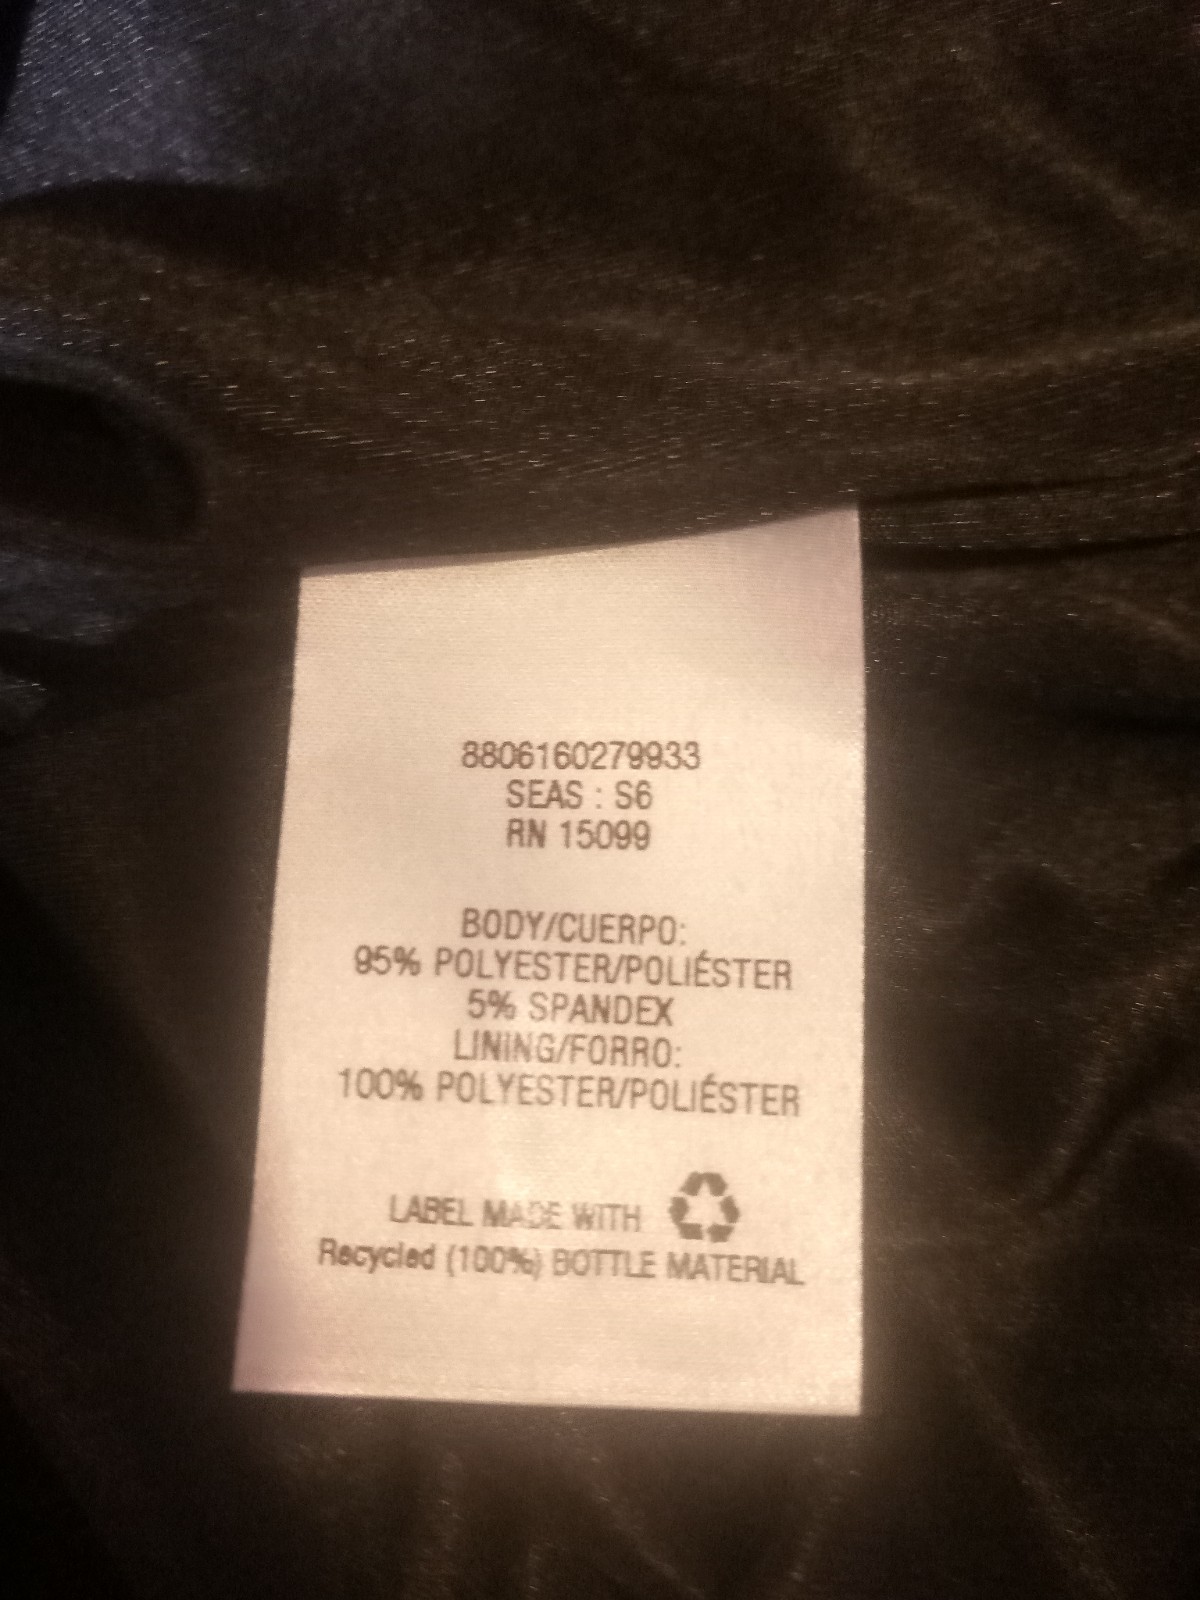 8806160279933
SEAS : S6
RN 15099
BODY/CUERPO:
95% POLYESTER/POLIÉSTER
5% SPANDEX
LINING/FORRO:
100% POLYESTER/POLIÉSTER
LABEL MADE WITH
Recycled (100%) BOTTLE MATERIAL